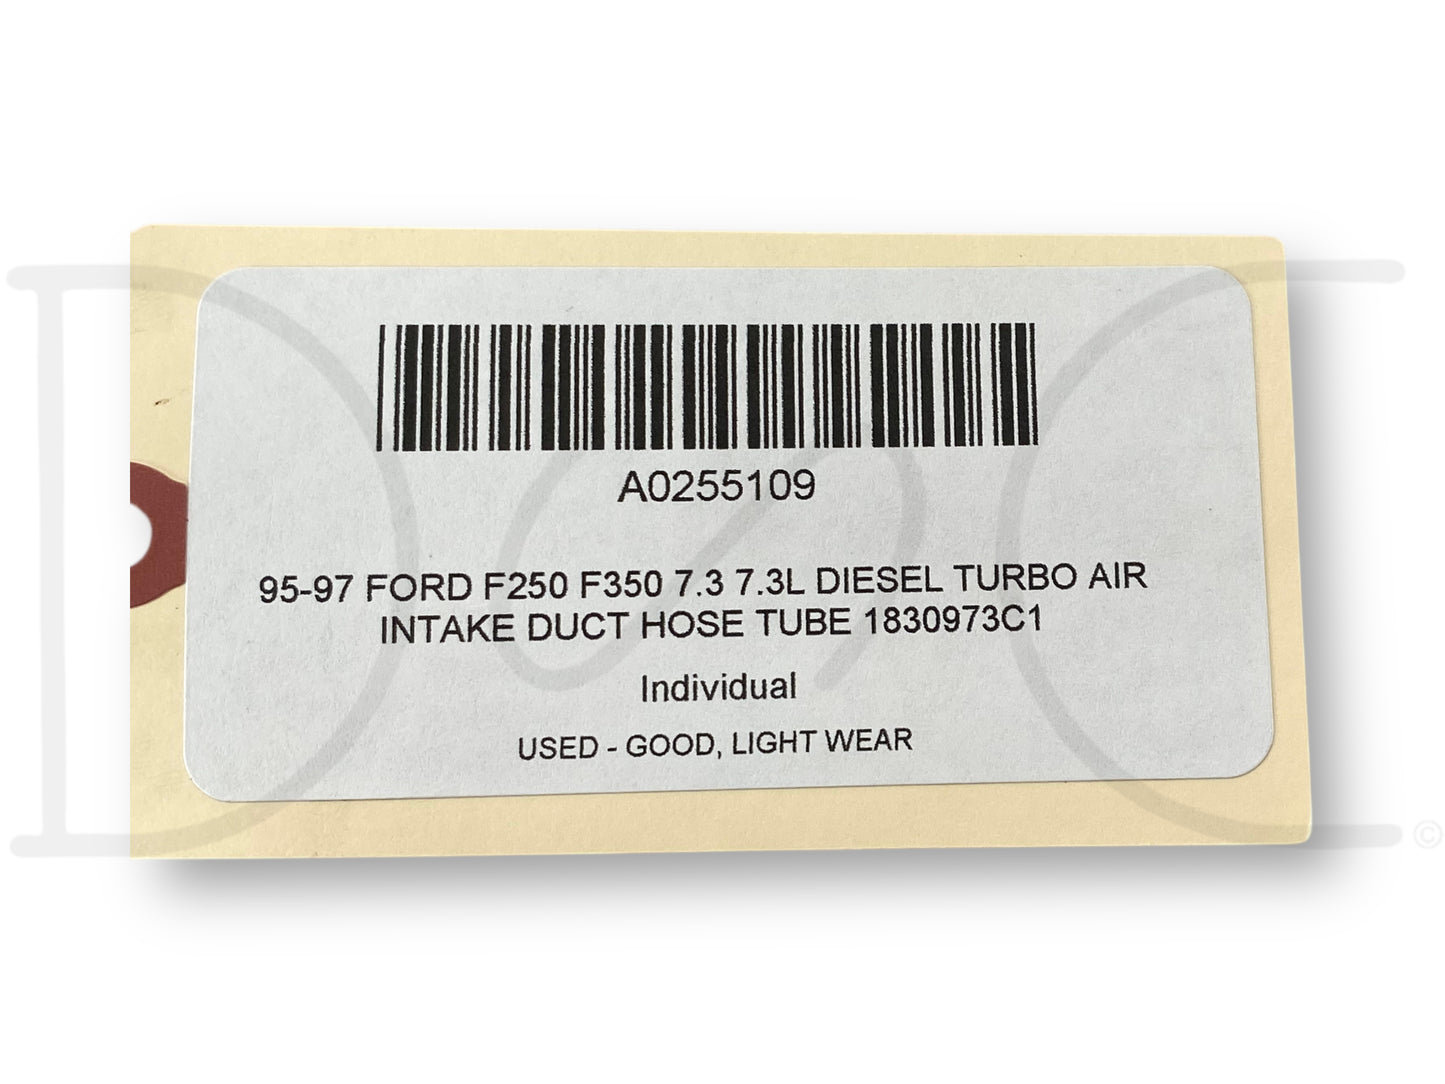 A0255109
95-97 FORD F250 F350 7.3 7.3L DIESEL TURBO AIR
INTAKE DUCT HOSE TUBE 1830973C1
Individual
USED - GOOD, LIGHT WEAR
©